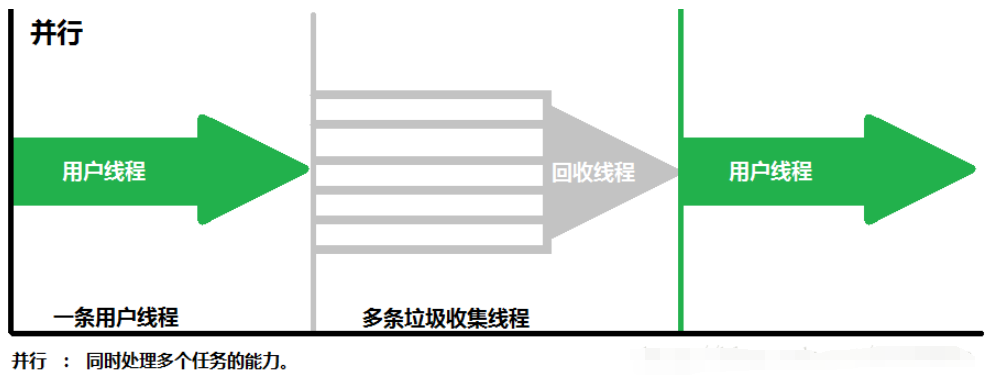 并行
用户线程
回收线程
用户线程
一条用户线程
多条垃圾收集线程
并行 ： 同时处理多个任务的能力。